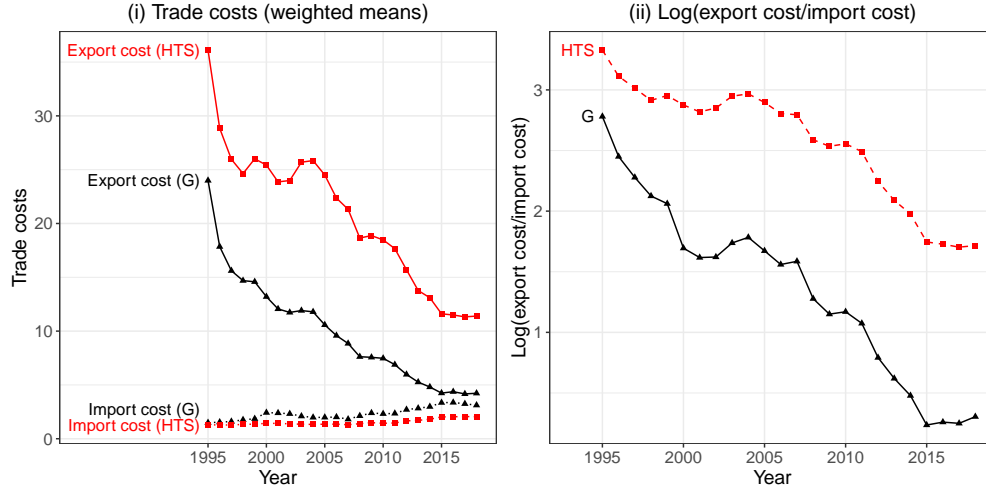 (i) Trade costs (weighted means)
Trade costs
30
20
10
0
Export cost (HTS)
Export cost (G)
Import cost (G)
Import cost (HTS)
1995
2000
2005
2010
2015
Year
(ii) Log(export cost/import cost)
Log(export cost/import cost)
3
2
1
HTS
G
1995
2000
2005
2010
2015
Year